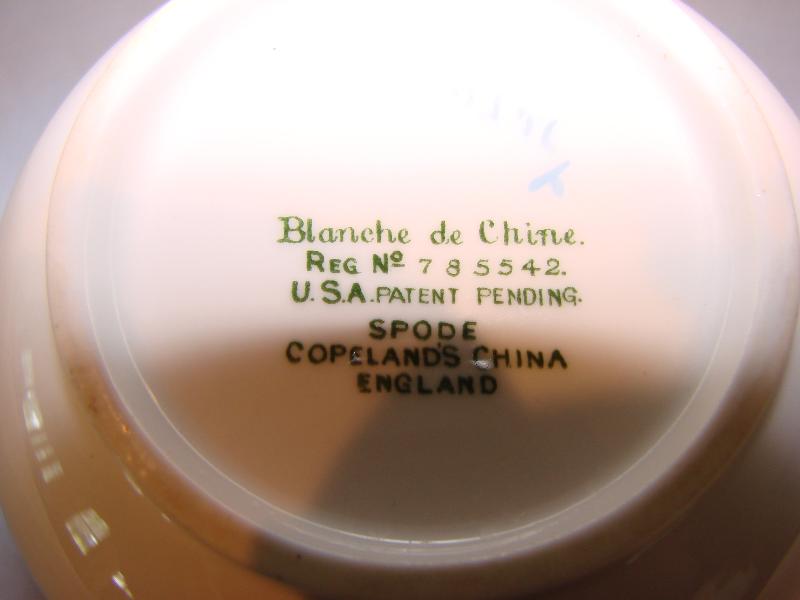 Blanche de Chine.
REG Nº 785542.
U.S.A. PATENT PENDING.
SPODE
COPELAND'S CHINA
ENGLAND